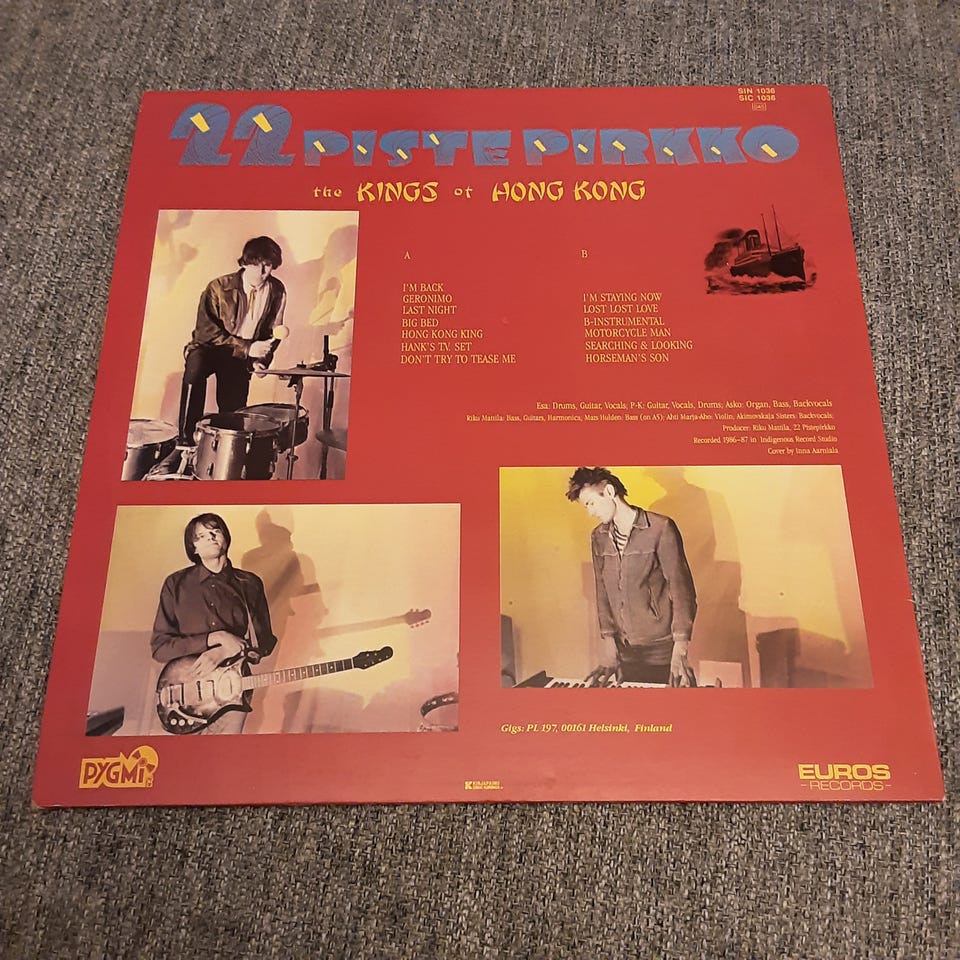 SIN 1036
SIC 1036
22 PISTEPIRKKO
the KINGS of HONG KONG
A
I'M BACK
GERONIMO
LAST NIGHT
BIG BED
HONG KONG KING
HANK'S T.V. SET
DON'T TRY TO TEASE ME
B
I'M STAYING NOW
LOST LOST LOVE
B-INSTRUMENTAL
MOTORCYCLE MAN
SEARCHING & LOOKING
HORSEMAN'S SON
Esa: Drums, Guitar, Vocals; P-K: Guitar, Vocals, Drums; Asko: Organ, Bass, Backvocals
Riku Mattila: Bass, Guitars, Harmonica; Mats Hulden: Bass (on A5); Ahti Marja-Aho: Violin; Akimovskaja Sisters: Backvocals;
Producer: Riku Mattila, 22 Pistepirkko
Recorded 1986–87 in Indigenous Record Studio
Cover by Inna Aarniala
Gigs: PL 197, 00161 Helsinki, Finland
PYGMI
EUROS
-RECORDS-